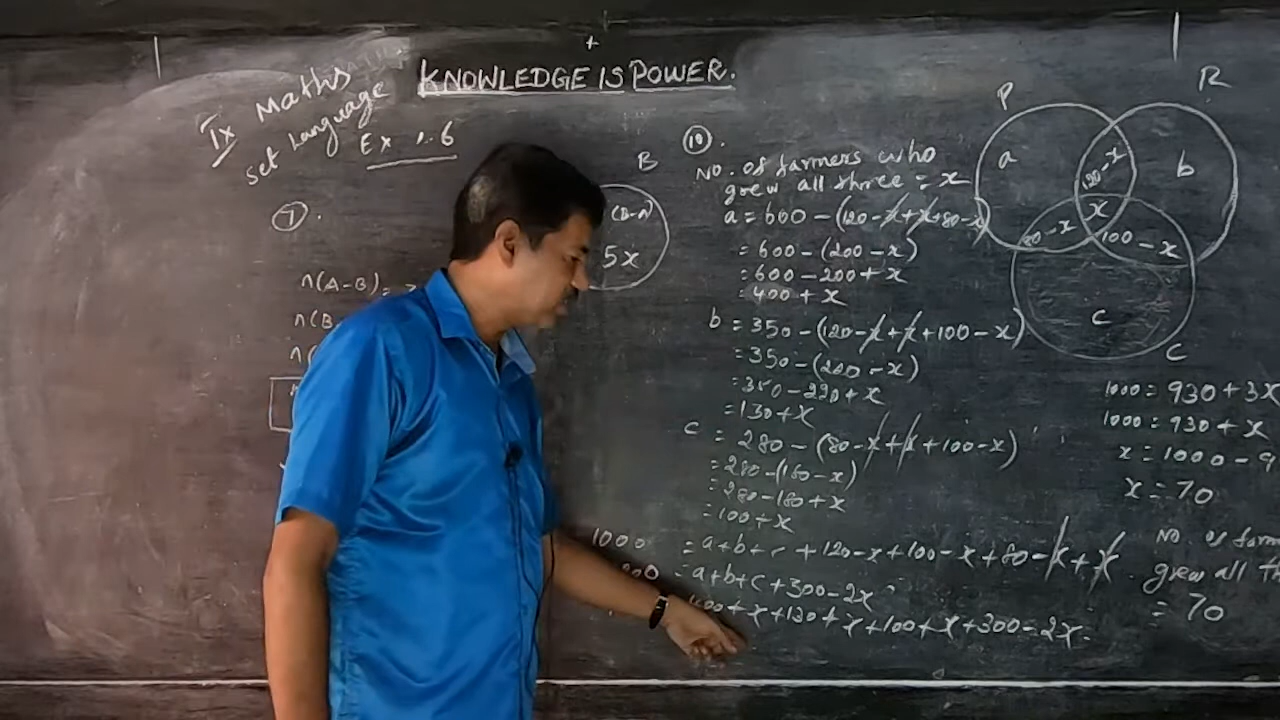 KNOWLEDGE IS POWER.
IX Maths
Set Language
Ex 1.6
7.
n(A-B) =
n(B
n(
B
(B-A)
5x
10.
No. of farmers who
grew all three = x
a = 600 - (120-x+x+80-x)
= 600 - (200-x)
= 600-200+x
= 400 + x
b = 350 - (120-x+x+100-x)
= 350 - (220-x)
= 350-220+x
= 130+x
c = 280 - (80-x+x+100-x)
= 280-(180-x)
= 280-180+x
= 100+x
1000 = a+b+c+120-x+100-x+80-x+x
= a+b+c+300-2x
+x+130+x+100+x+300-2x
P
R
a
120-x
b
x
80-x
100-x
c
C
1000 = 930+3x
1000 = 930+x
x = 1000-9
x = 70
No. of farm
grew all th
= 70